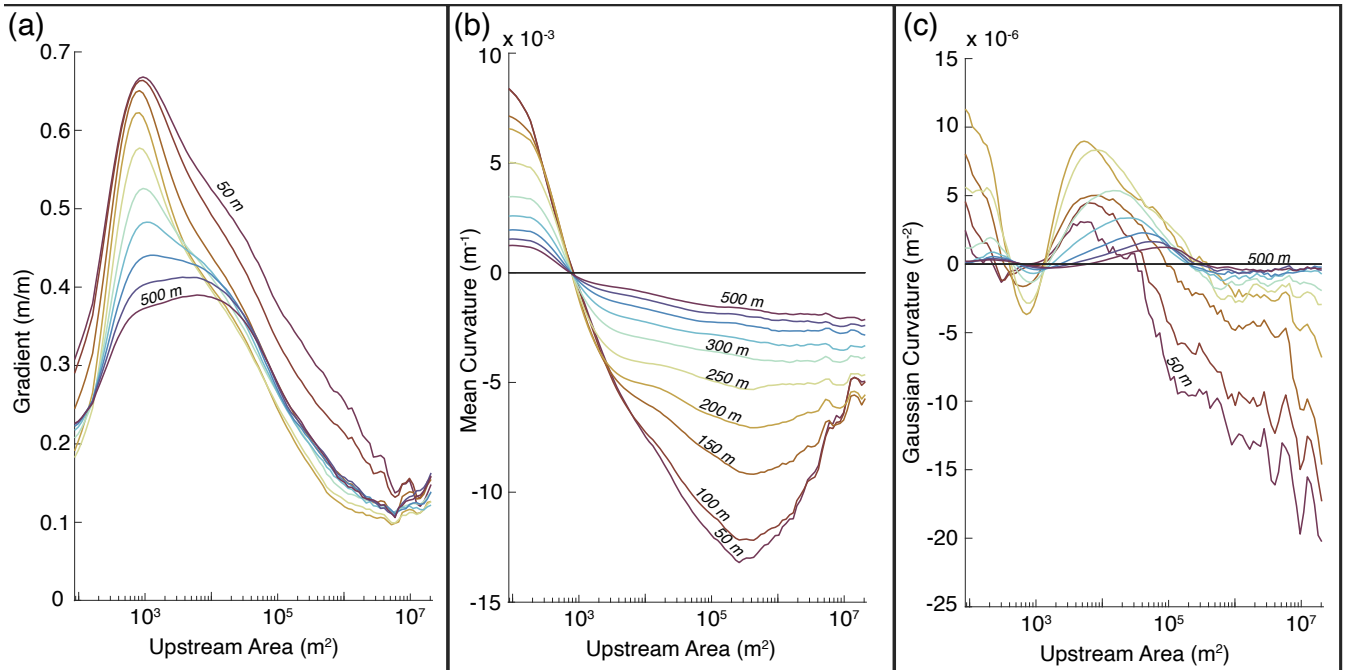 (a)
0.7
0.6
0.5
0.4
0.3
0.2
0.1
0
Gradient (m/m)
50 m
500 m
10³
10⁵
10⁷
Upstream Area (m²)
(b)
x 10⁻³
10
5
0
-5
-10
-15
Mean Curvature (m⁻¹)
500 m
300 m
250 m
200 m
150 m
100 m
50 m
10³
10⁵
10⁷
Upstream Area (m²)
(c)
x 10⁻⁶
15
10
5
0
-5
-10
-15
-20
-25
Gaussian Curvature (m⁻²)
500 m
50 m
10³
10⁵
10⁷
Upstream Area (m²)